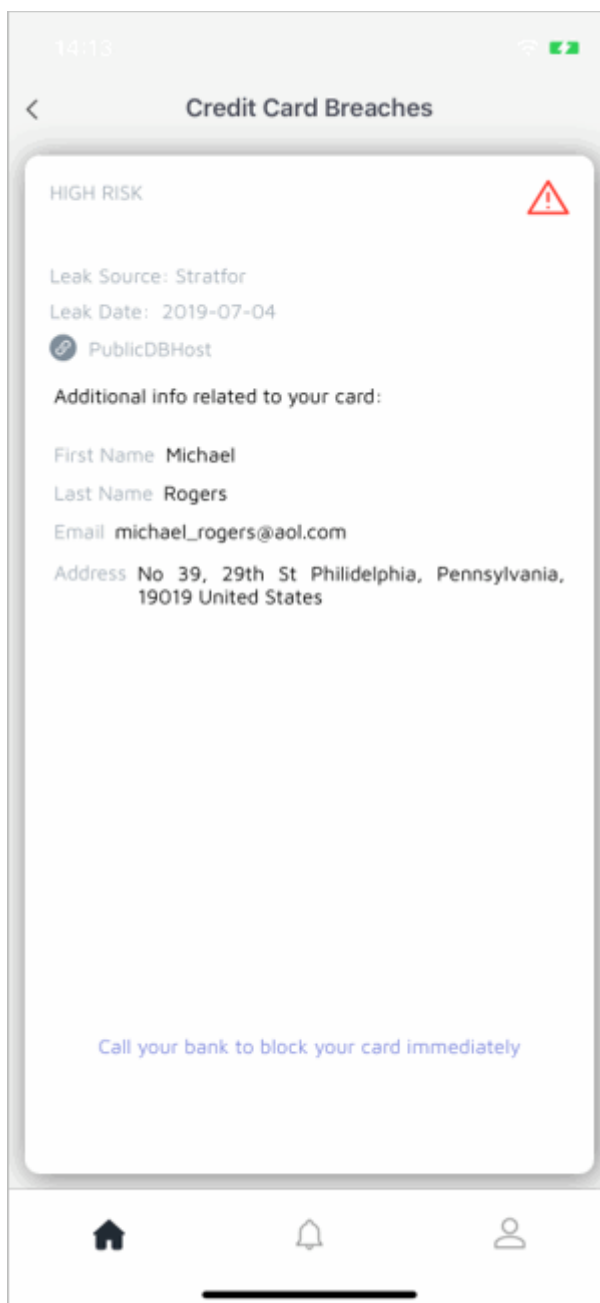 14:13
Credit Card Breaches
HIGH RISK
Leak Source: Stratfor
Leak Date: 2019-07-04
PublicDBHost
Additional info related to your card:
First Name Michael
Last Name Rogers
Email michael_rogers@aol.com
Address No 39, 29th St Philidelphia, Pennsylvania,
19019 United States
Call your bank to block your card immediately